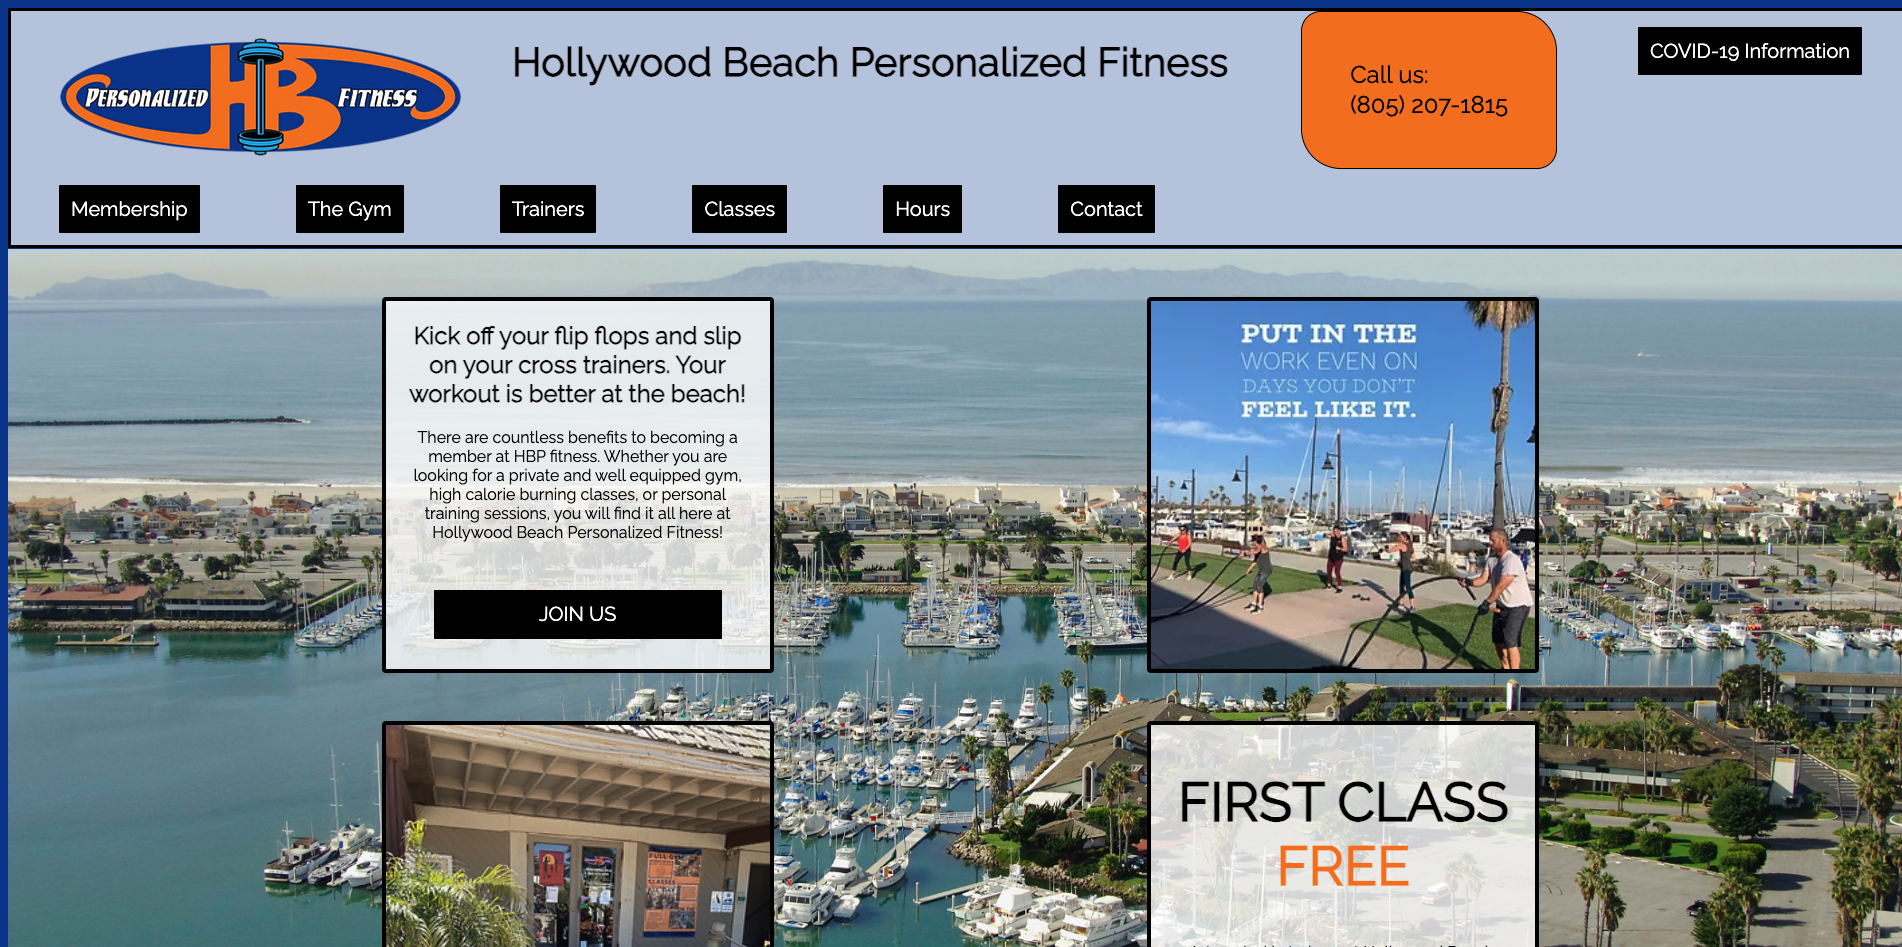 PERSONALIZED HB FITNESS
Hollywood Beach Personalized Fitness
Call us:
(805) 207-1815
COVID-19 Information
Membership
The Gym
Trainers
Classes
Hours
Contact
Kick off your flip flops and slip
on your cross trainers. Your
workout is better at the beach!
There are countless benefits to becoming a
member at HBP fitness. Whether you are
looking for a private and well equipped gym,
high calorie burning classes, or personal
training sessions, you will find it all here at
Hollywood Beach Personalized Fitness!
JOIN US
PUT IN THE
WORK EVEN ON
DAYS YOU DON'T
FEEL LIKE IT.
FULL
CLASSES
ALL DAY
FIRST CLASS
FREE